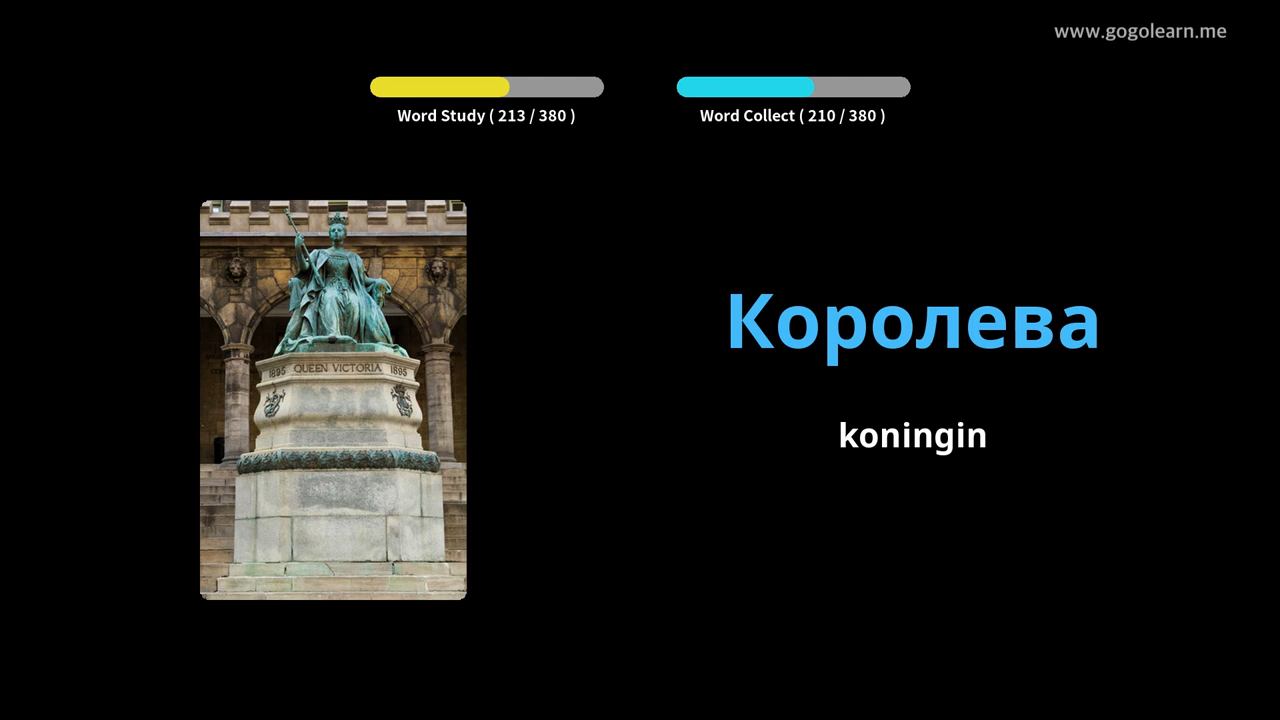 www.gogolearn.me
Word Study ( 213 / 380 )
Word Collect ( 210 / 380 )
1895 QUEEN VICTORIA 1895
Королева
koningin